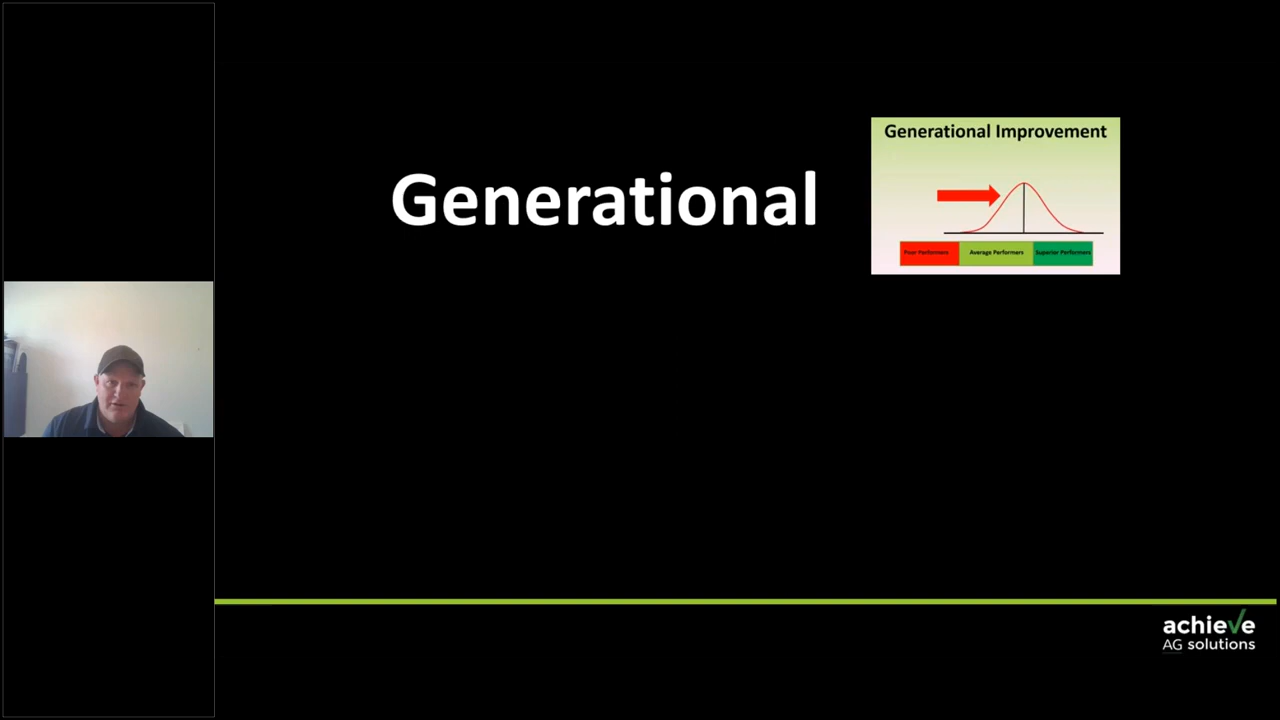 Generational
Generational Improvement
Poor Performers
Average Performers
Superior Performers
achieve
AG solutions